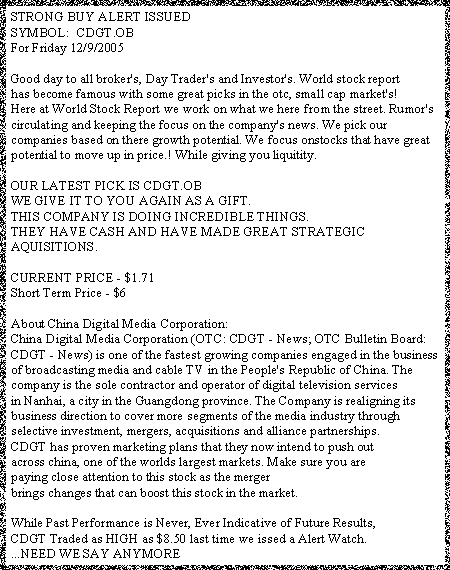 STRONG BUY ALERT ISSUED
SYMBOL:  CDGT.OB
For Friday 12/9/2005
Good day to all broker's, Day Trader's and Investor's. World stock report
has become famous with some great picks in the otc, small cap market's!
Here at World Stock Report we work on what we here from the street. Rumor's
circulating and keeping the focus on the company's news. We pick our
companies based on there growth potential. We focus onstocks that have great
potential to move up in price.! While giving you liquitity.
OUR LATEST PICK IS CDGT.OB
WE GIVE IT TO YOU AGAIN AS A GIFT.
THIS COMPANY IS DOING INCREDIBLE THINGS.
THEY HAVE CASH AND HAVE MADE GREAT STRATEGIC
AQUISITIONS.
CURRENT PRICE - $1.71
Short Term Price - $6
About China Digital Media Corporation:
China Digital Media Corporation (OTC: CDGT - News; OTC Bulletin Board:
CDGT - News) is one of the fastest growing companies engaged in the business
of broadcasting media and cable TV in the People's Republic of China. The
company is the sole contractor and operator of digital television services
in Nanhai, a city in the Guangdong province. The Company is realigning its
business direction to cover more segments of the media industry through
selective investment, mergers, acquisitions and alliance partnerships.
CDGT has proven marketing plans that they now intend to push out
across china, one of the worlds largest markets. Make sure you are
paying close attention to this stock as the merger
brings changes that can boost this stock in the market.
While Past Performance is Never, Ever Indicative of Future Results,
CDGT Traded as HIGH as $8.50 last time we issed a Alert Watch.
...NEED WE SAY ANYMORE